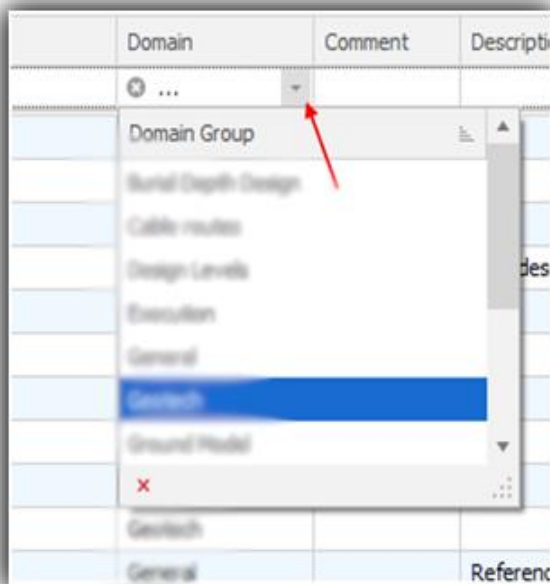 Domain Comment Descripti
...
Domain Group
Burial Depth Design
Cable routes
Design Levels
des
Execution
General
Geotech
Ground Model
Geotech
General Referenc